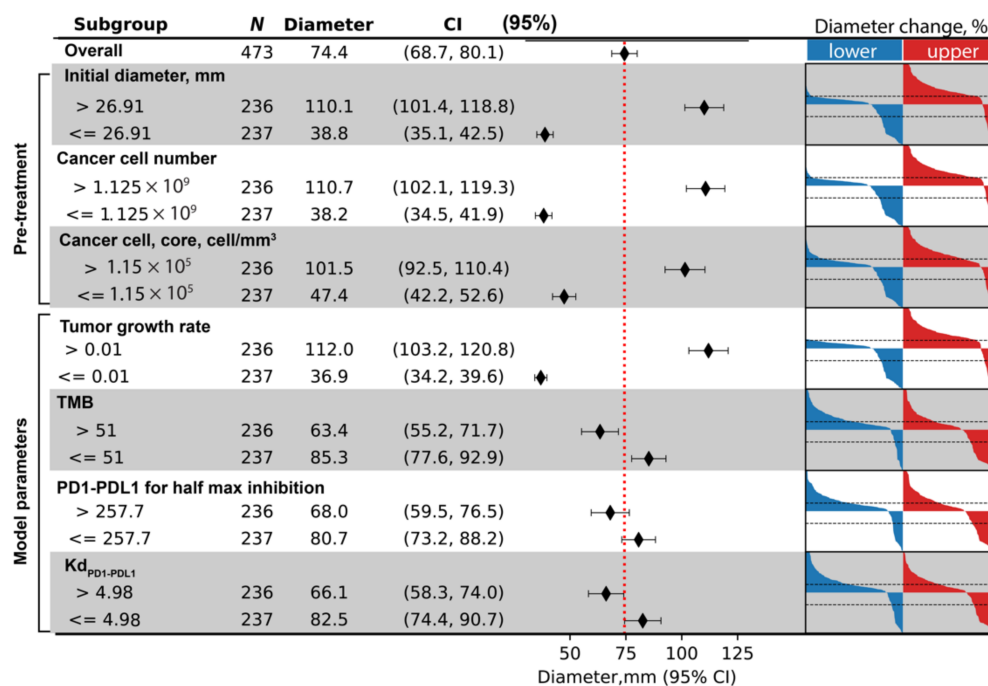 Subgroup N Diameter CI (95%) Diameter change, %
Overall 473 74.4 (68.7, 80.1) lower upper
Pre-treatment
Initial diameter, mm
> 26.91 236 110.1 (101.4, 118.8)
<= 26.91 237 38.8 (35.1, 42.5)
Cancer cell number
> 1.125 × 10⁹ 236 110.7 (102.1, 119.3)
<= 1.125 × 10⁹ 237 38.2 (34.5, 41.9)
Cancer cell, core, cell/mm³
> 1.15 × 10⁵ 236 101.5 (92.5, 110.4)
<= 1.15 × 10⁵ 237 47.4 (42.2, 52.6)
Model parameters
Tumor growth rate
> 0.01 236 112.0 (103.2, 120.8)
<= 0.01 237 36.9 (34.2, 39.6)
TMB
> 51 236 63.4 (55.2, 71.7)
<= 51 237 85.3 (77.6, 92.9)
PD1-PDL1 for half max inhibition
> 257.7 236 68.0 (59.5, 76.5)
<= 257.7 237 80.7 (73.2, 88.2)
Kd PD1-PDL1
> 4.98 236 66.1 (58.3, 74.0)
<= 4.98 237 82.5 (74.4, 90.7)
50 75 100 125
Diameter,mm (95% CI)